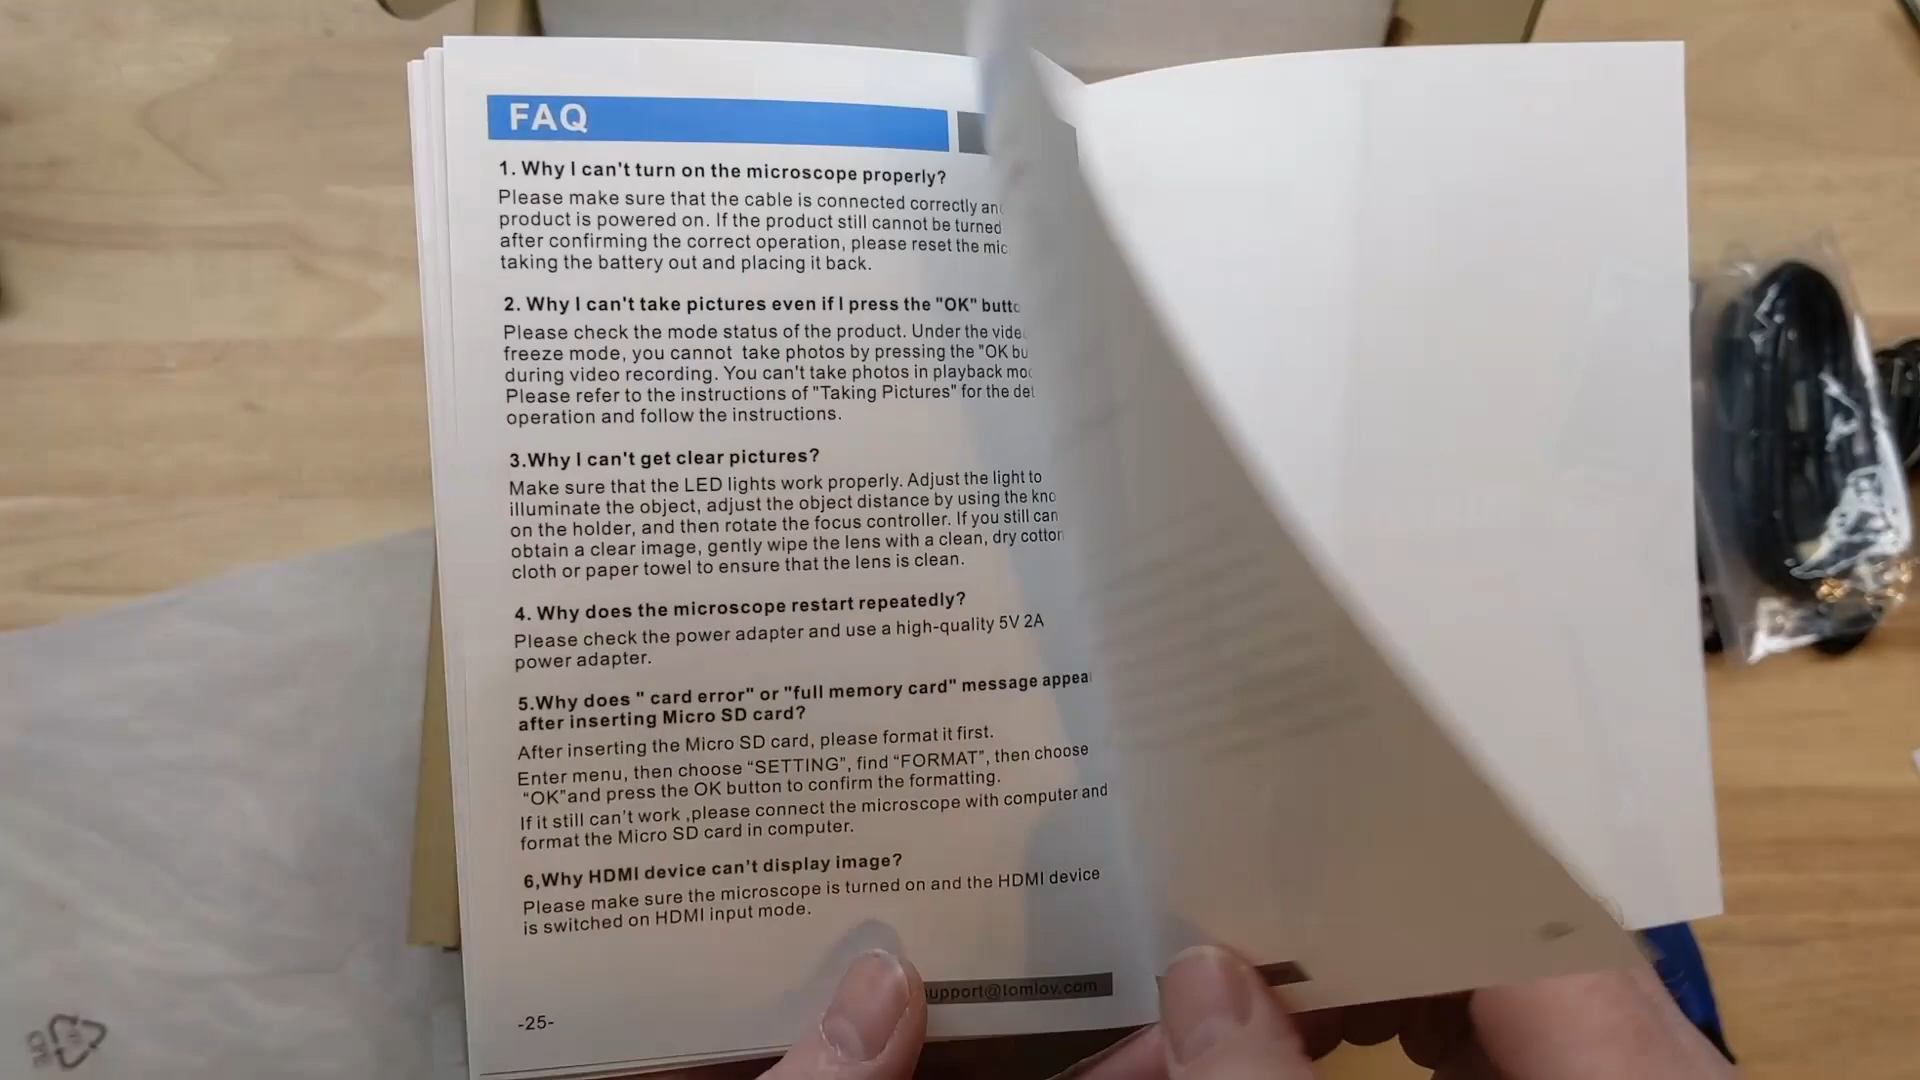 FAQ
1. Why I can't turn on the microscope properly?
Please make sure that the cable is connected correctly
product is powered on. If the product still cannot be turned
after confirming the correct operation, please reset the
taking the battery out and placing it back.
2. Why I can't take pictures even if I press the "OK"
Please check the mode status of the product. Under the
freeze mode, you cannot take photos by pressing the "OK
during video recording. You can't take photos in playback
Please refer to the instructions of "Taking Pictures" for the
operation and follow the instructions.
3.Why I can't get clear pictures?
Make sure that the LED lights work properly. Adjust the light to
illuminate the object, adjust the object distance by using the
on the holder, and then rotate the focus controller. If you still can
obtain a clear image, gently wipe the lens with a clean, dry cotton
cloth or paper towel to ensure that the lens is clean.
4. Why does the microscope restart repeatedly?
Please check the power adapter and use a high-quality 5V 2A
power adapter.
5.Why does " card error" or "full memory card" message
after inserting Micro SD card?
After inserting the Micro SD card, please format it first.
Enter menu, then choose “SETTING”, find “FORMAT”, then choose
“OK”and press the OK button to confirm the formatting.
If it still can’t work ,please connect the microscope with computer and
format the Micro SD card in computer.
6,Why HDMI device can’t display image?
Please make sure the microscope is turned on and the HDMI device
is switched on HDMI input mode.
upport@tomlov.com
-25-